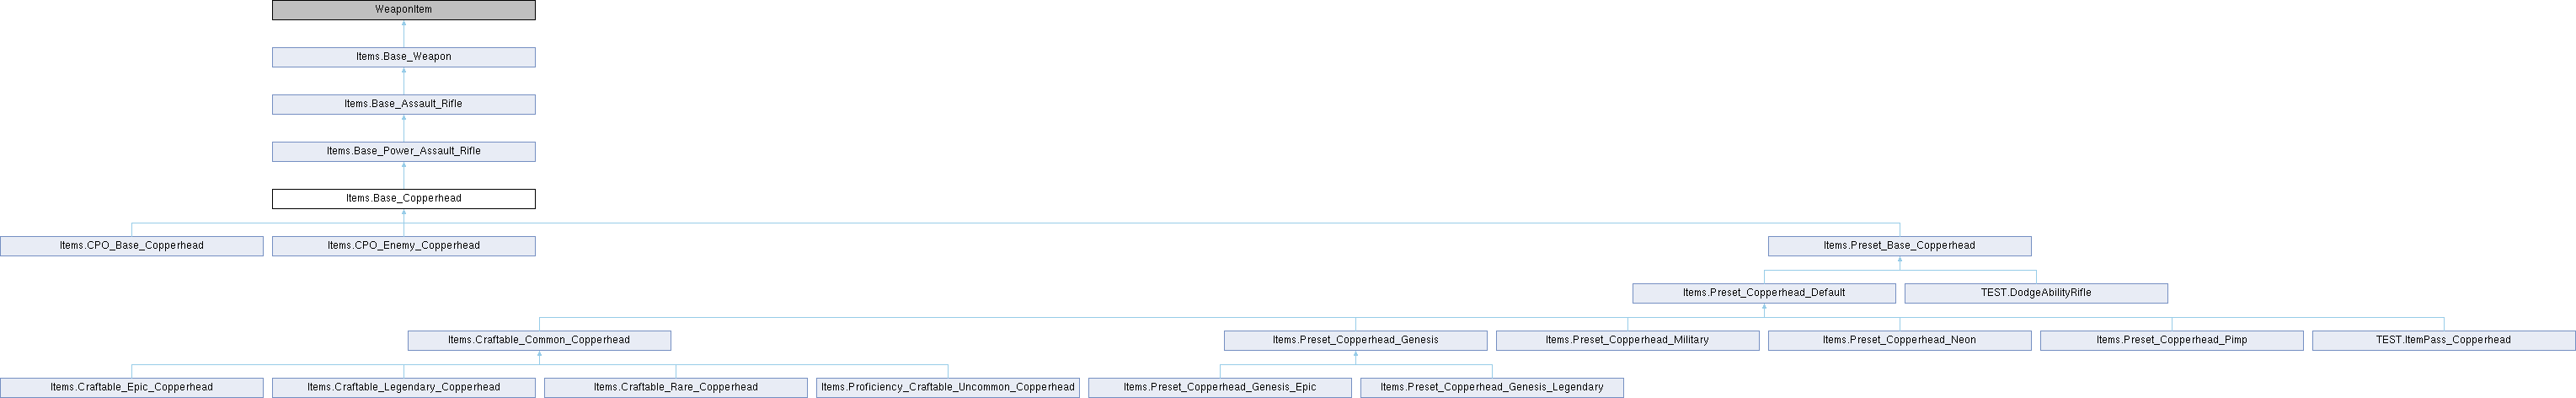 WeaponItem
Items.Base_Weapon
Items.Base_Assault_Rifle
Items.Base_Power_Assault_Rifle
Items.Base_Copperhead
Items.CPO_Base_Copperhead
Items.CPO_Enemy_Copperhead
Items.Preset_Base_Copperhead
Items.Preset_Copperhead_Default
TEST.DodgeAbilityRifle
Items.Craftable_Common_Copperhead
Items.Preset_Copperhead_Genesis
Items.Preset_Copperhead_Military
Items.Preset_Copperhead_Neon
Items.Preset_Copperhead_Pimp
TEST.ItemPass_Copperhead
Items.Craftable_Epic_Copperhead
Items.Craftable_Legendary_Copperhead
Items.Craftable_Rare_Copperhead
Items.Proficiency_Craftable_Uncommon_Copperhead
Items.Preset_Copperhead_Genesis_Epic
Items.Preset_Copperhead_Genesis_Legendary